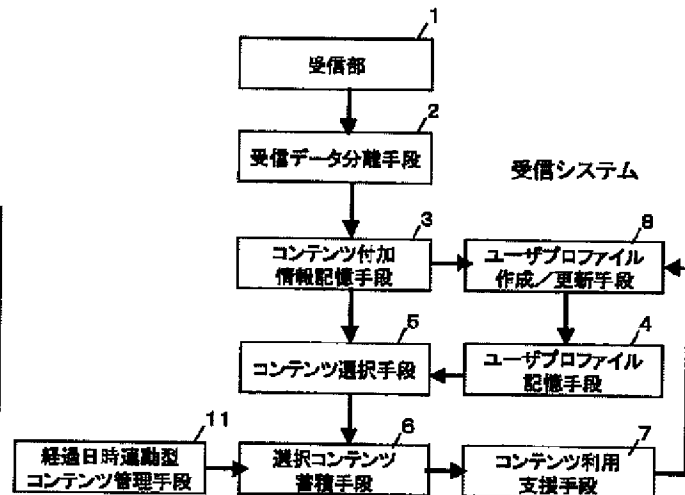 1
受信部
2
受信データ分離手段
受信システム
3
コンテンツ付加
情報記憶手段
8
ユーザプロファイル
作成／更新手段
5
コンテンツ選択手段
4
ユーザプロファイル
記憶手段
11
経過日時連動型
コンテンツ管理手段
6
選択コンテンツ
蓄積手段
7
コンテンツ利用
支援手段